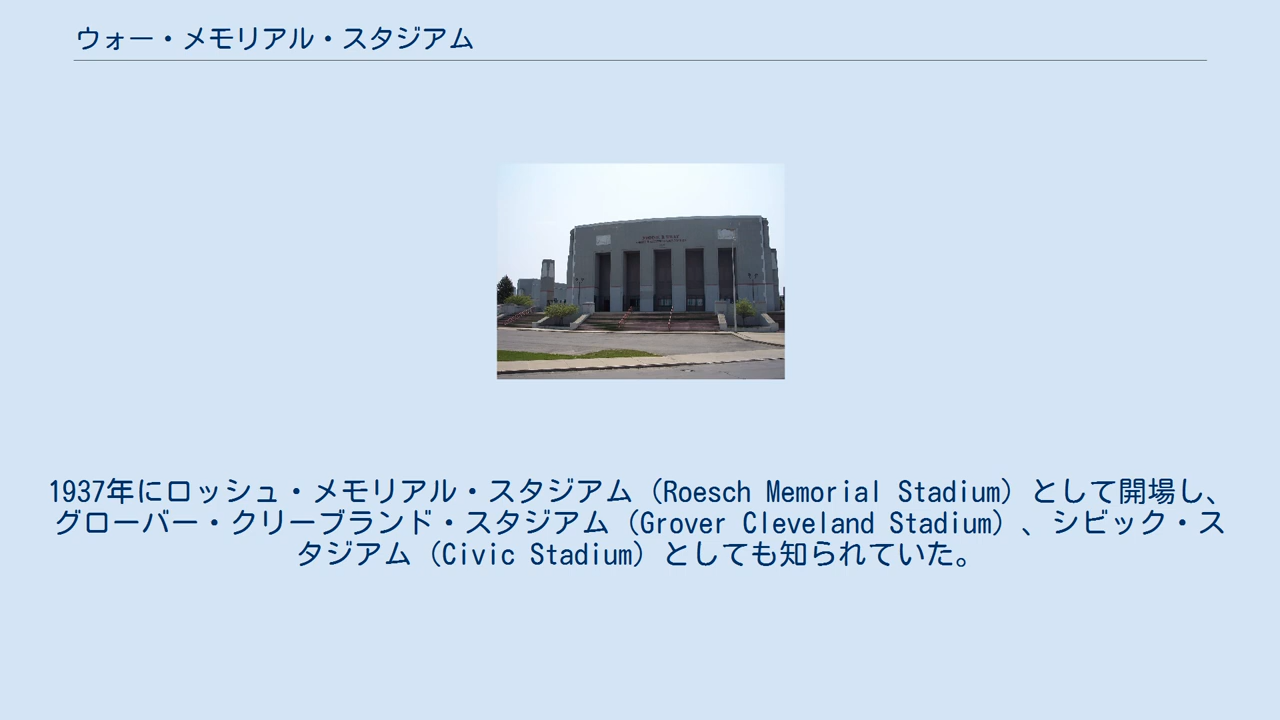 ウォー・メモリアル・スタジアム
1937年にロッシュ・メモリアル・スタジアム（Roesch Memorial Stadium）として開場し、
グローバー・クリーブランド・スタジアム（Grover Cleveland Stadium）、シビック・ス
タジアム（Civic Stadium）としても知られていた。